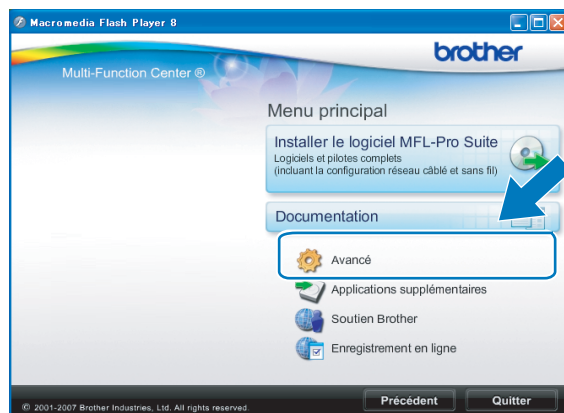 Macromedia Flash Player 8
brother
Multi-Function Center ®
Menu principal
Installer le logiciel MFL-Pro Suite
Logiciels et pilotes complets
(incluant la configuration réseau câblé et sans fil)
Documentation
Avancé
Applications supplémentaires
Soutien Brother
Enregistrement en ligne
© 2001-2007 Brother Industries, Ltd. All rights reserved.
Précédent
Quitter